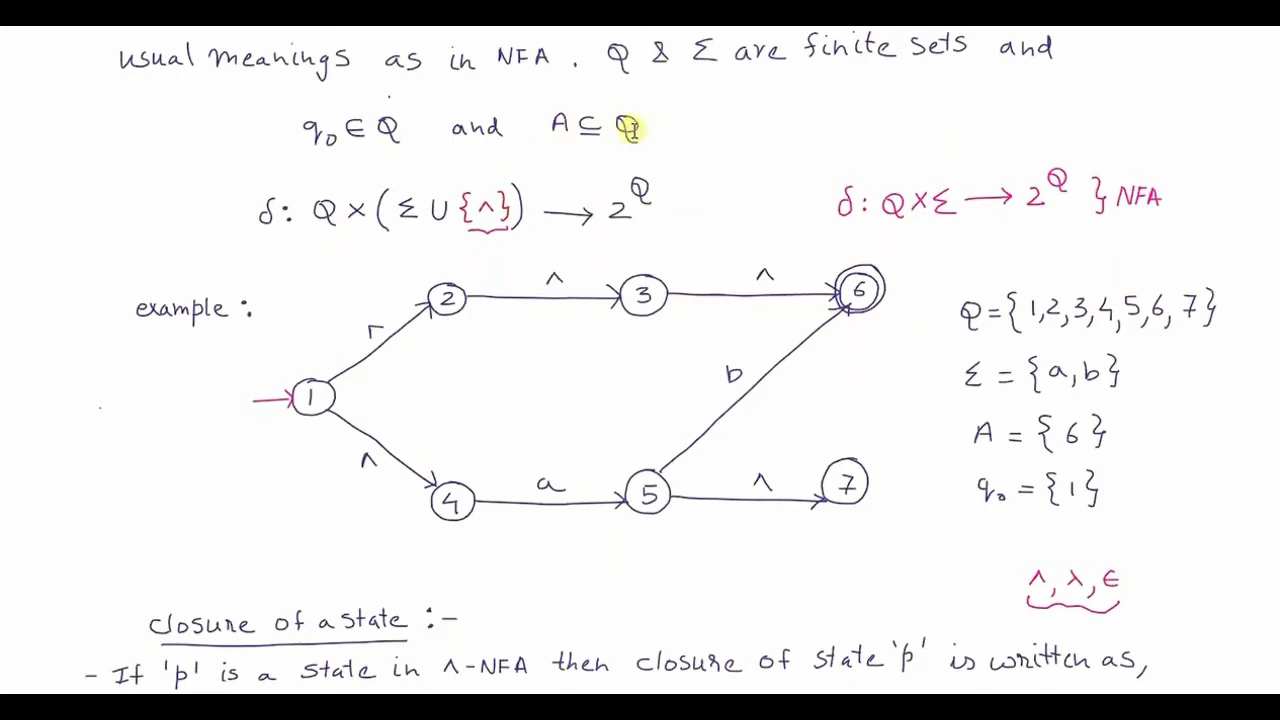 usual meanings as in NFA . Q & Σ are finite sets and
q₀ ∈ Q and A ⊆ Q
δ: Q × (Σ ∪ {^}) → 2^Q
δ: Q × Σ → 2^Q } NFA
example :
r
^
^
1
2
3
6
^
a
b
^
4
5
7
Q = {1,2,3,4,5,6,7}
Σ = {a,b}
A = {6}
q₀ = {1}
^, λ, ∈
closure of a state :-
- If 'p' is a state in ^-NFA then closure of state 'p' is written as,